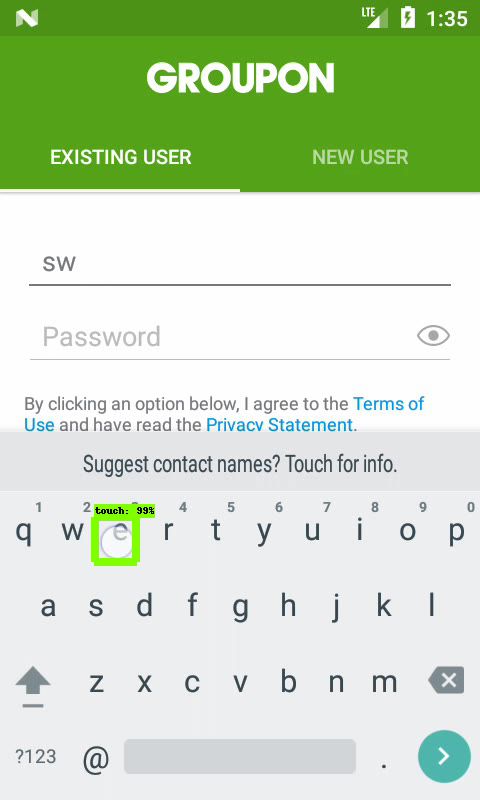 LTE 1:35
GROUPON
EXISTING USER NEW USER
sw
Password
By clicking an option below, I agree to the Terms of
Use and have read the Privacy Statement.
Suggest contact names? Touch for info.
touch: 99%
1 2 3 4 5 6 7 8 9 0
q w e r t y u i o p
a s d f g h j k l
z x c v b n m
?123 @ .